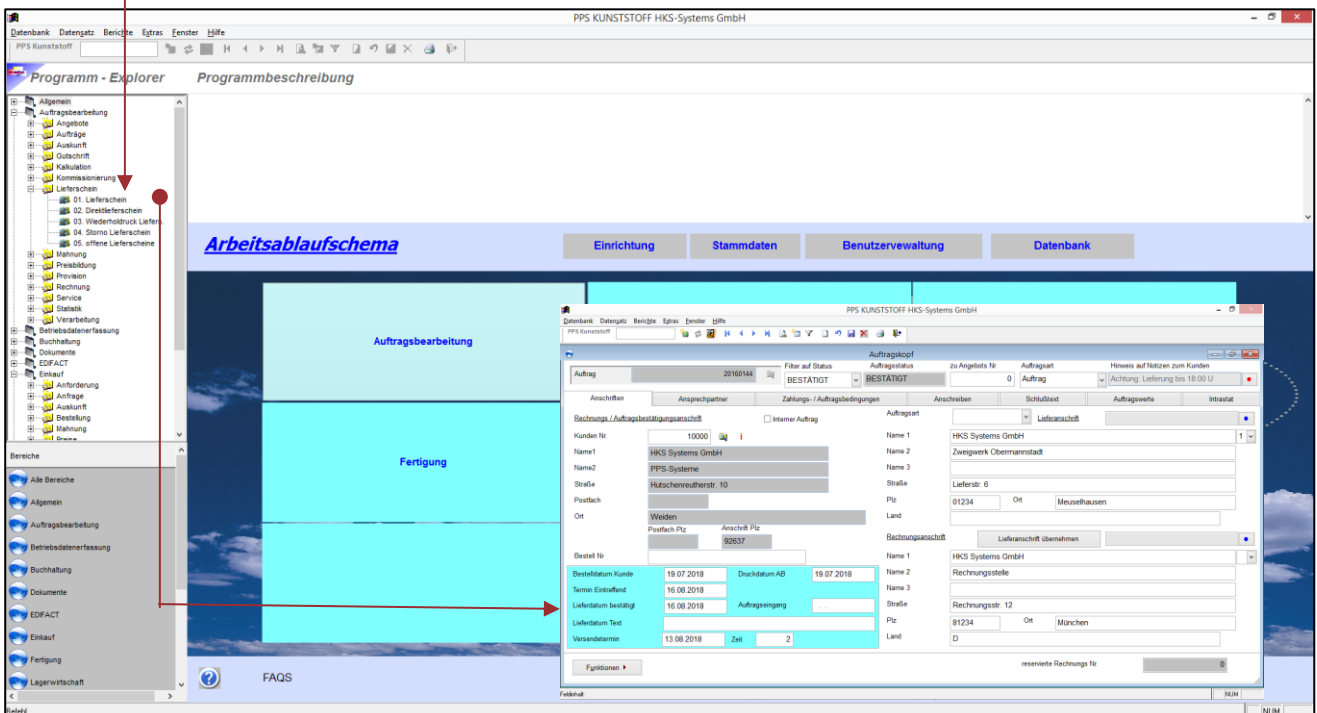 PPS KUNSTSTOFF HKS-Systems GmbH
Datenbank Datensatz Berichte Extras Fenster Hilfe
PPS Kunststoff
Programm - Explorer Programmbeschreibung
Allgemein
Auftragsbearbeitung
Angebote
Aufträge
Auskunft
Gutschrift
Kalkulation
Kommissionierung
Lieferschein
01. Lieferschein
02. Direktlieferschein
03. Wiederholdruck Liefers.
04. Storno Lieferschein
05. offene Lieferscheine
Mahnung
Preisbildung
Provision
Rechnung
Service
Statistik
Verarbeitung
Betriebsdatenerfassung
Buchhaltung
Dokumente
EDIFACT
Einkauf
Anforderung
Anfrage
Auskunft
Bestellung
Mahnung
Preise
Bereiche
Alle Bereiche
Allgemein
Auftragsbearbeitung
Betriebsdatenerfassung
Buchhaltung
Dokumente
EDIFACT
Einkauf
Fertigung
Lagerwirtschaft
Befehl
NUM
Arbeitsablaufschema
Einrichtung Stammdaten Benutzervewaltung Datenbank
Auftragsbearbeitung
Fertigung
FAQS
PPS KUNSTSTOFF HKS-Systems GmbH
Datenbank Datensatz Berichte Extras Fenster Hilfe
PPS Kunststoff
Auftragskopf
Filter auf Status Auftragsstatus zu Angebots Nr Auftragsart Hinweis auf Notizen zum Kunden
Auftrag 20160144 BESTÄTIGT BESTÄTIGT 0 Auftrag Achtung: Lieferung bis 18:00 U
Anschriften Ansprechpartner Zahlungs- / Auftragsbedingungen Anschreiben Schlußtext Auftragswerte Intrastat
Rechnungs / Auftragsbestätigungsanschrift Interner Auftrag Auftragsart Lieferanschrift
Kunden Nr. 10000 i Name 1 HKS Systems GmbH 1
Name1 HKS Systems GmbH Name 2 Zweigwerk Obermannstadt
Name2 PPS-Systeme Name 3
Straße Hutschenreutherstr. 10 Straße Lieferstr. 6
Postfach Plz 01234 Ort Meuselhausen
Ort Weiden Land
Postfach Plz Anschrift Plz
92637 Rechnungsanschrift Lieferanschrift übernehmen
Bestell Nr Name 1 HKS Systems GmbH
Bestelldatum Kunde 19.07.2018 Druckdatum AB 19.07.2018 Name 2 Rechnungsstelle
Termin Eintreffend 16.08.2018 Name 3
Lieferdatum bestätigt 16.08.2018 Auftragseingang . . Straße Rechnungsstr. 12
Lieferdatum Text Plz 81234 Ort München
Versendetermin 13.08.2018 Zeit 2 Land D
Funktionen reservierte Rechnungs Nr. 0
Feldinhalt NUM